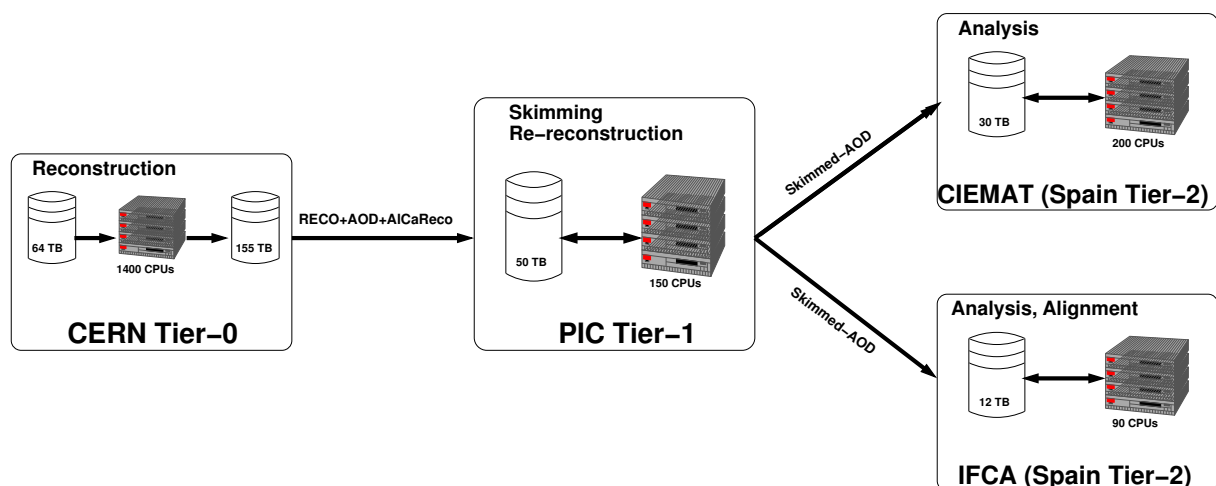 Reconstruction
64 TB
1400 CPUs
155 TB
CERN Tier−0
RECO+AOD+AlCaReco
Skimming
Re−reconstruction
50 TB
150 CPUs
PIC Tier−1
Skimmed−AOD
Skimmed−AOD
Analysis
30 TB
200 CPUs
CIEMAT (Spain Tier−2)
Analysis, Alignment
12 TB
90 CPUs
IFCA (Spain Tier−2)